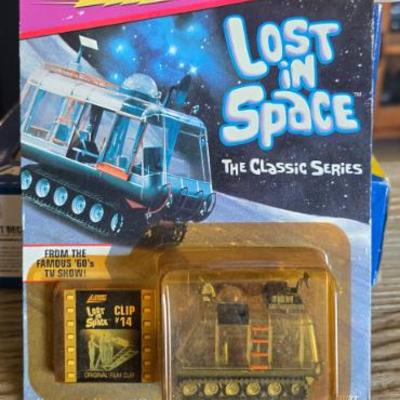 LOST
IN
SPACE
™
THE CLASSIC SERIES
FROM THE
FAMOUS '60's
TV SHOW!
LOST
IN
SPACE
CLIP
#14
ORIGINAL FILM CLIP